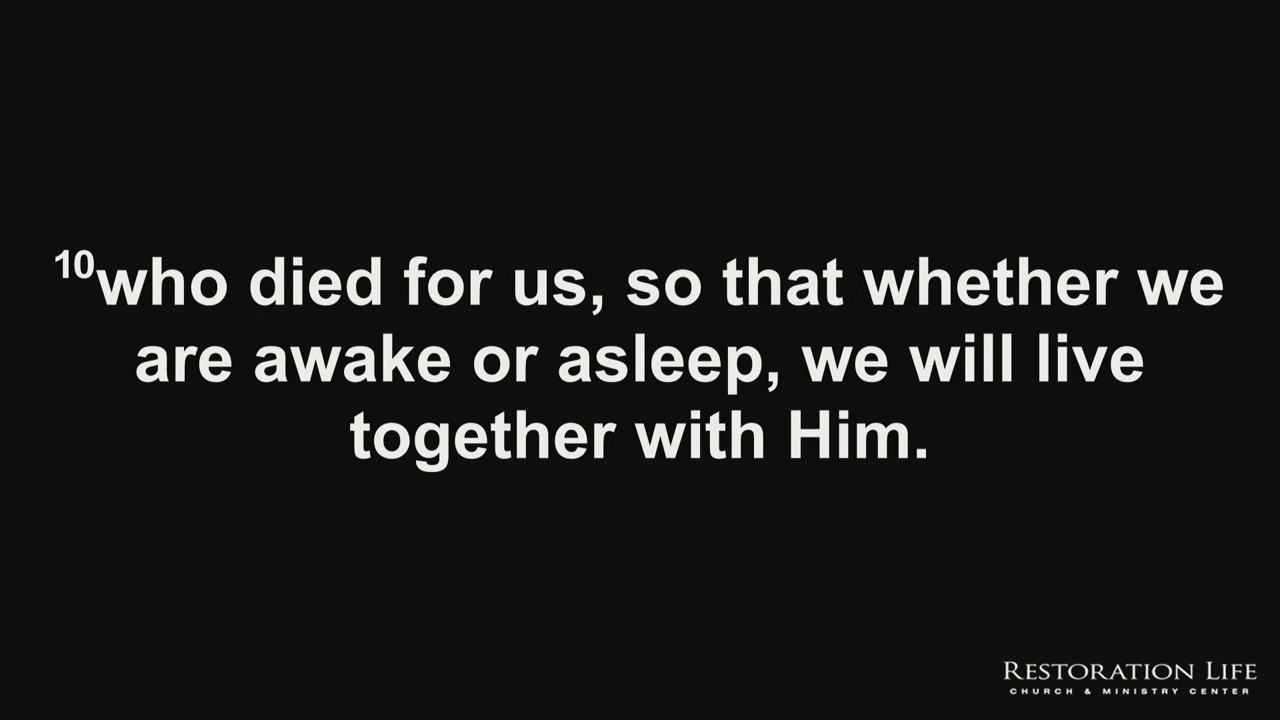 10who died for us, so that whether we
are awake or asleep, we will live
together with Him.
RESTORATION LIFE
CHURCH & MINISTRY CENTER